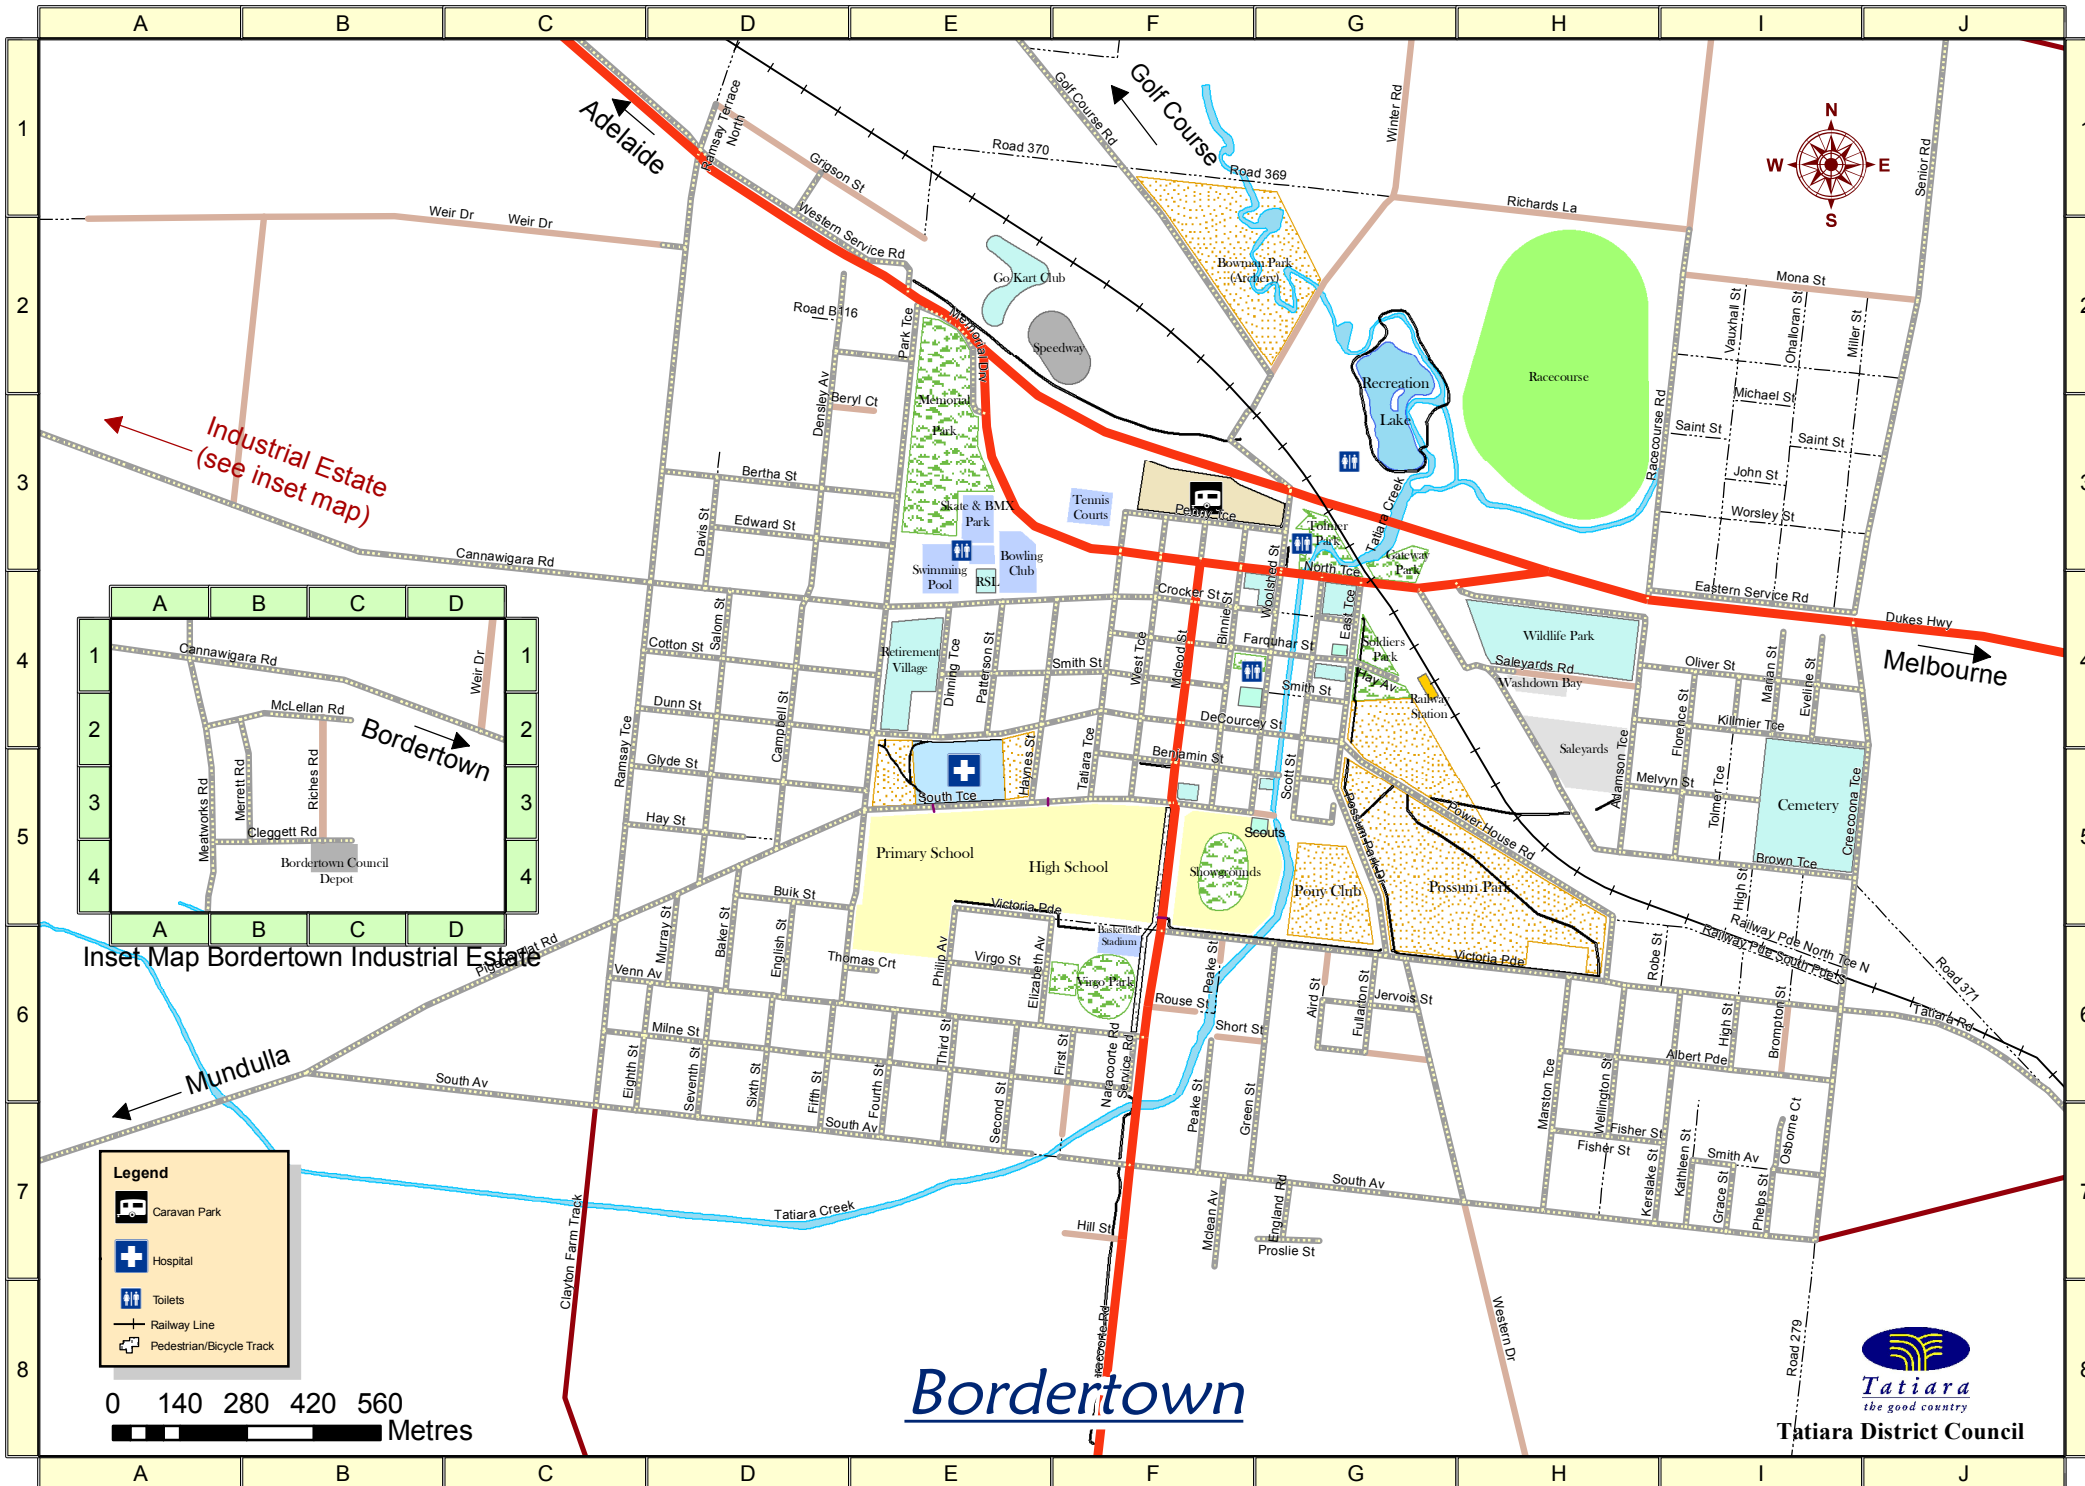 A B C D E F G H I J
1
2
3
4
5
6
7
8
Adelaide
Golf Course
Golf Course Rd
Ramsay Terrace
North
Grigson St
Western Service Rd
Road 370
Road 369
Winter Rd
Richards La
Senior Rd
N
W E
S
Weir Dr
Weir Dr
Go Kart Club
Bowman Park
(Archery)
Road B116
Park Tce
Memorial Drv
Speedway
Recreation
Lake
Racecourse
Mona St
Vauxhall St
Ohalloran St
Miller St
Michael St
Saint St
Saint St
John St
Worsley St
Racecourse Rd
Densley Av
Beryl Ct
Memorial
Park
Industrial Estate
(see inset map)
Bertha St
Edward St
Davis St
Skate & BMX
Park
Tennis
Courts
Penny Tce
Tolmer
Park
Tatiara Creek
Gateway
Park
North Tce
Cannawigara Rd
Swimming
Pool
RSL
Bowling
Club
Crocker St
Woolshed St
Binnie St
East Tce
Eastern Service Rd
Dukes Hwy
Melbourne
Wildlife Park
Cotton St
Salom St
Retirement
Village
Dinning Tce
Patterson St
Smith St
West Tce
Mcleod St
Farquhar St
Soldiers
Park
Hay Av
Smith St
Railway
Station
Saleyards Rd
Washdown Bay
Oliver St
Marian St
Eveline St
Florence St
Killmier Tce
Dunn St
Campbell St
DeCourcey St
Saleyards
Adamson Tce
Ramsay Tce
Glyde St
South Tce
Haynes St
Tatiara Tce
Benjamin St
Scott St
Melvyn St
Tolmer Tce
Cemetery
Creecoona Tce
Possum Park Dr
Power House Rd
Hay St
Primary School
High School
Scouts
Showgrounds
Pony Club
Possum Park
Brown Tce
High St
Buik St
Victoria Pde
Basketball
Stadium
Victoria Pde
Railway Pde North Tce N
Railway Pde South Pde S
Road 371
Tatiara Rd
Pigeon Flat Rd
Murray St
Baker St
English St
Thomas Crt
Philip Av
Virgo St
Elizabeth Av
Virgo Park
Peake St
Robe St
Venn Av
Rouse St
Aird St
Fullarton St
Jervois St
High St
Brompton St
Milne St
Short St
Albert Pde
Mundulla
South Av
Eighth St
Seventh St
Sixth St
Fifth St
Fourth St
Third St
Second St
First St
Naracoorte Rd
Service Rd
Peake St
Green St
Marston Tce
Wellington St
Fisher St
Fisher St
Kerslake St
Kathleen St
Smith Av
Osborne Ct
Grace St
Phelps St
South Av
South Av
Clayton Farm Track
Tatiara Creek
Hill St
Mclean Av
England Rd
Proslie St
Western Dr
Road 279
A B C D
1
2
3
4
Cannawigara Rd
Weir Dr
McLellan Rd
Bordertown
Meatworks Rd
Merrett Rd
Riches Rd
Cleggett Rd
Bordertown Council
Depot
1
2
3
4
A B C D
Inset Map Bordertown Industrial Estate
Legend
Caravan Park
Hospital
Toilets
Railway Line
Pedestrian/Bicycle Track
0 140 280 420 560
Metres
Bordertown
Tatiara
the good country
Tatiara District Council
A B C D E F G H I J